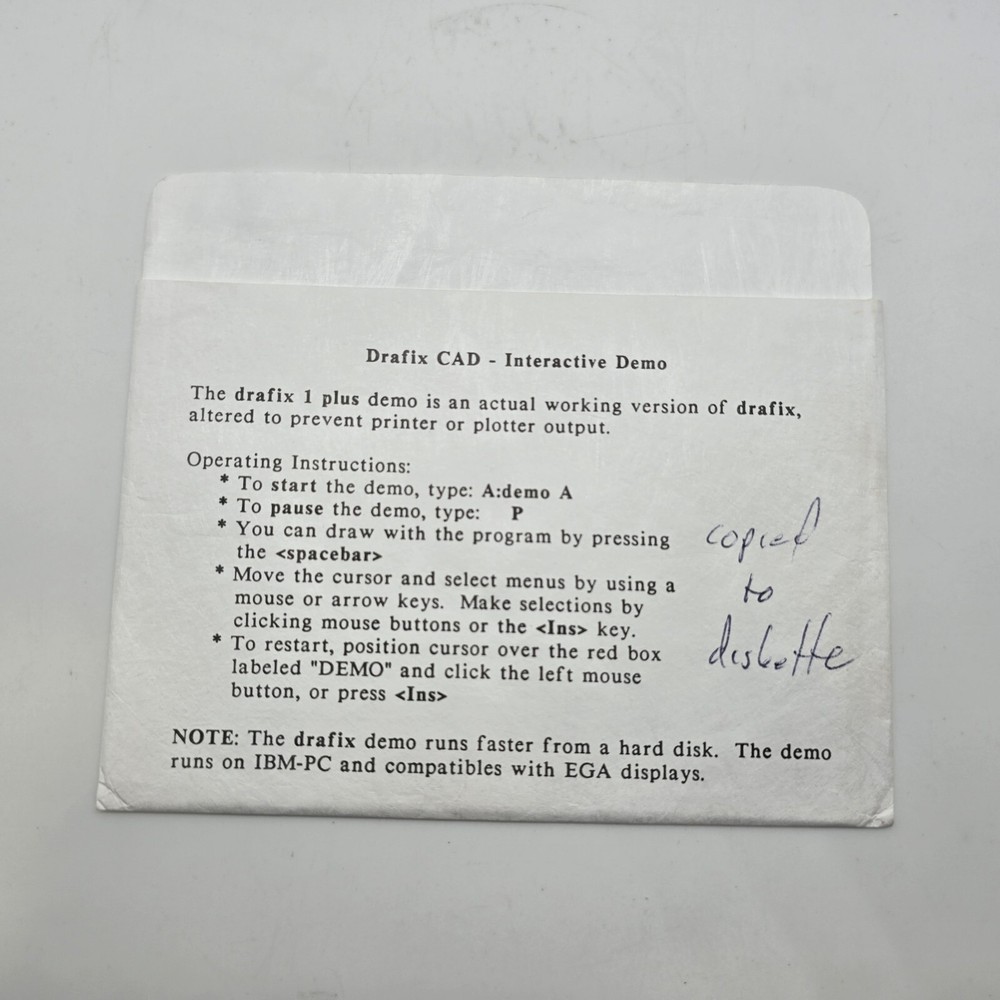 Drafix CAD - Interactive Demo
The drafix 1 plus demo is an actual working version of drafix,
altered to prevent printer or plotter output.
Operating Instructions:
* To start the demo, type: A:demo A
* To pause the demo, type: P
* You can draw with the program by pressing
the <spacebar>
* Move the cursor and select menus by using a
mouse or arrow keys. Make selections by
clicking mouse buttons or the <Ins> key.
* To restart, position cursor over the red box
labeled "DEMO" and click the left mouse
button, or press <Ins>
copied
to
diskette
NOTE: The drafix demo runs faster from a hard disk. The demo
runs on IBM-PC and compatibles with EGA displays.